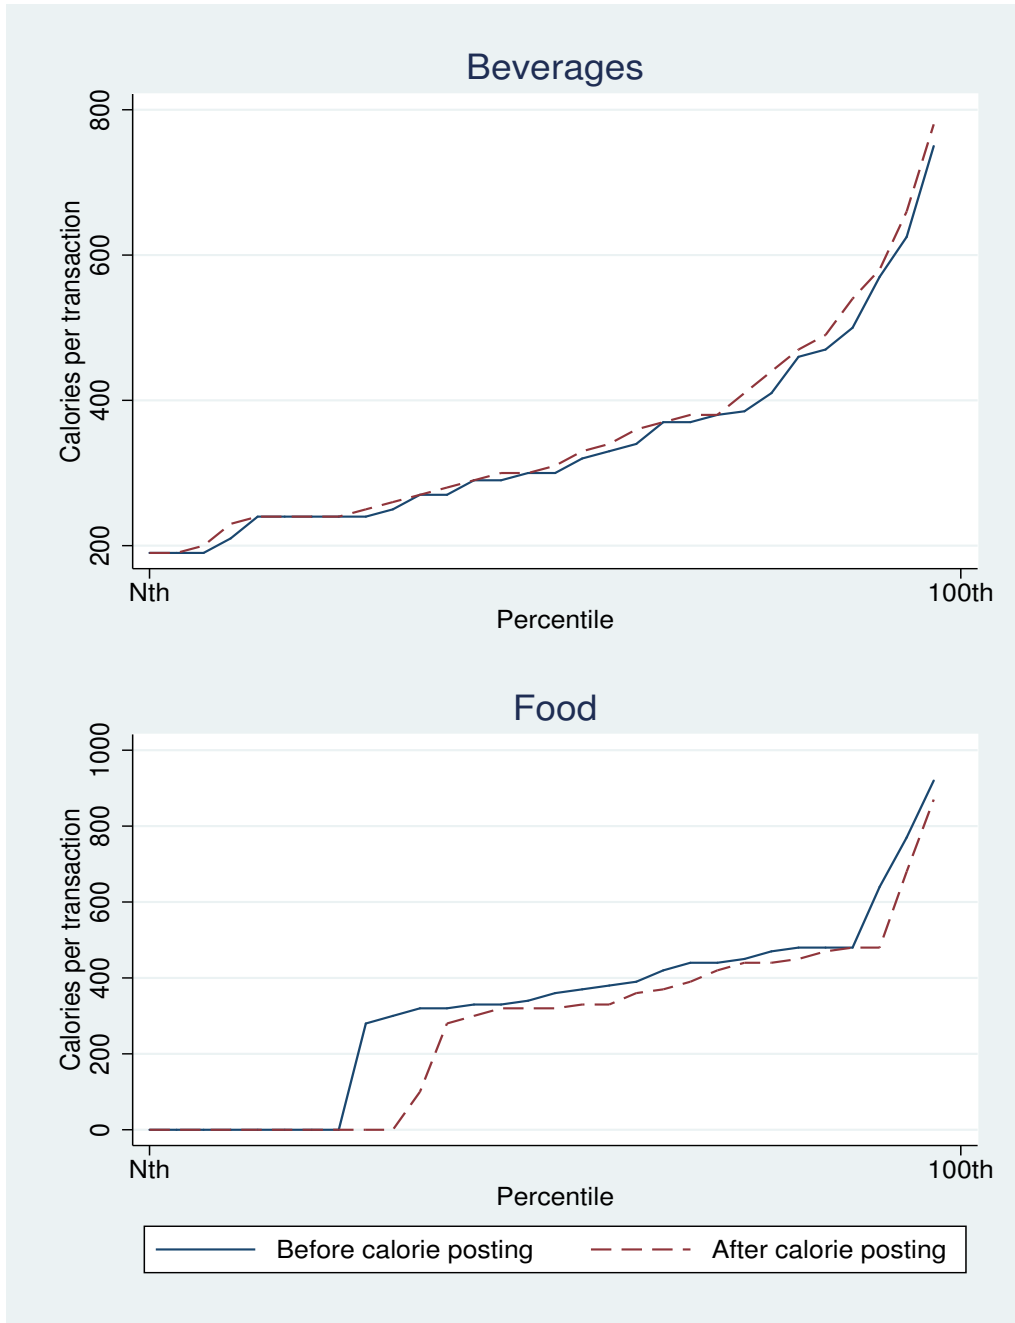 Beverages
800
600
400
200
Calories per transaction
Nth
100th
Percentile
Food
1000
800
600
400
200
0
Calories per transaction
Nth
100th
Percentile
Before calorie posting
After calorie posting